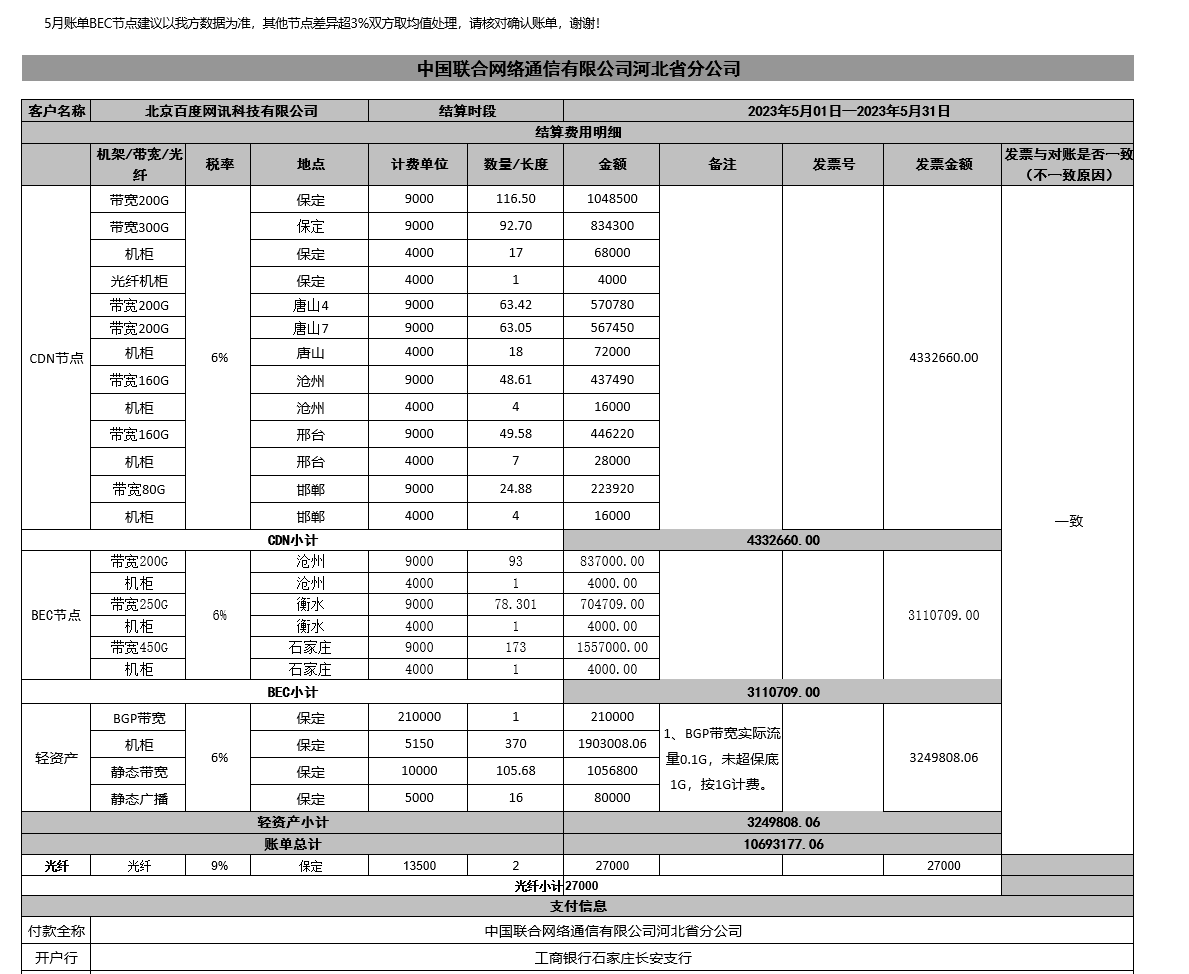 5月账单BEC节点建议以我方数据为准，其他节点差异超3%双方取均值处理，请核对确认账单，谢谢！
中国联合网络通信有限公司河北省分公司
客户名称 北京百度网讯科技有限公司 结算时段 2023年5月01日—2023年5月31日
结算费用明细
机架/带宽/光纤 税率 地点 计费单位 数量/长度 金额 备注 发票号 发票金额 发票与对账是否一致（不一致原因）
带宽200G 保定 9000 116.50 1048500
带宽300G 保定 9000 92.70 834300
机柜 保定 4000 17 68000
光纤机柜 保定 4000 1 4000
带宽200G 唐山4 9000 63.42 570780
带宽200G 唐山7 9000 63.05 567450
CDN节点 机柜 6% 唐山 4000 18 72000 4332660.00
带宽160G 沧州 9000 48.61 437490
机柜 沧州 4000 4 16000
带宽160G 邢台 9000 49.58 446220
机柜 邢台 4000 7 28000
带宽80G 邯郸 9000 24.88 223920
机柜 邯郸 4000 4 16000
一致
CDN小计 4332660.00
带宽200G 沧州 9000 93 837000.00
机柜 沧州 4000 1 4000.00
带宽250G 衡水 9000 78.301 704709.00
BEC节点 6% 3110709.00
机柜 衡水 4000 1 4000.00
带宽450G 石家庄 9000 173 1557000.00
机柜 石家庄 4000 1 4000.00
BEC小计 3110709.00
BGP带宽 保定 210000 1 210000
机柜 保定 5150 370 1903008.06
轻资产 6% 3249808.06
静态带宽 保定 10000 105.68 1056800
静态广播 保定 5000 16 80000
1、BGP带宽实际流
量0.1G，未超保底
1G，按1G计费。
轻资产小计 3249808.06
账单总计 10693177.06
光纤 光纤 9% 保定 13500 2 27000 27000
光纤小计 27000
支付信息
付款全称 中国联合网络通信有限公司河北省分公司
开户行 工商银行石家庄长安支行